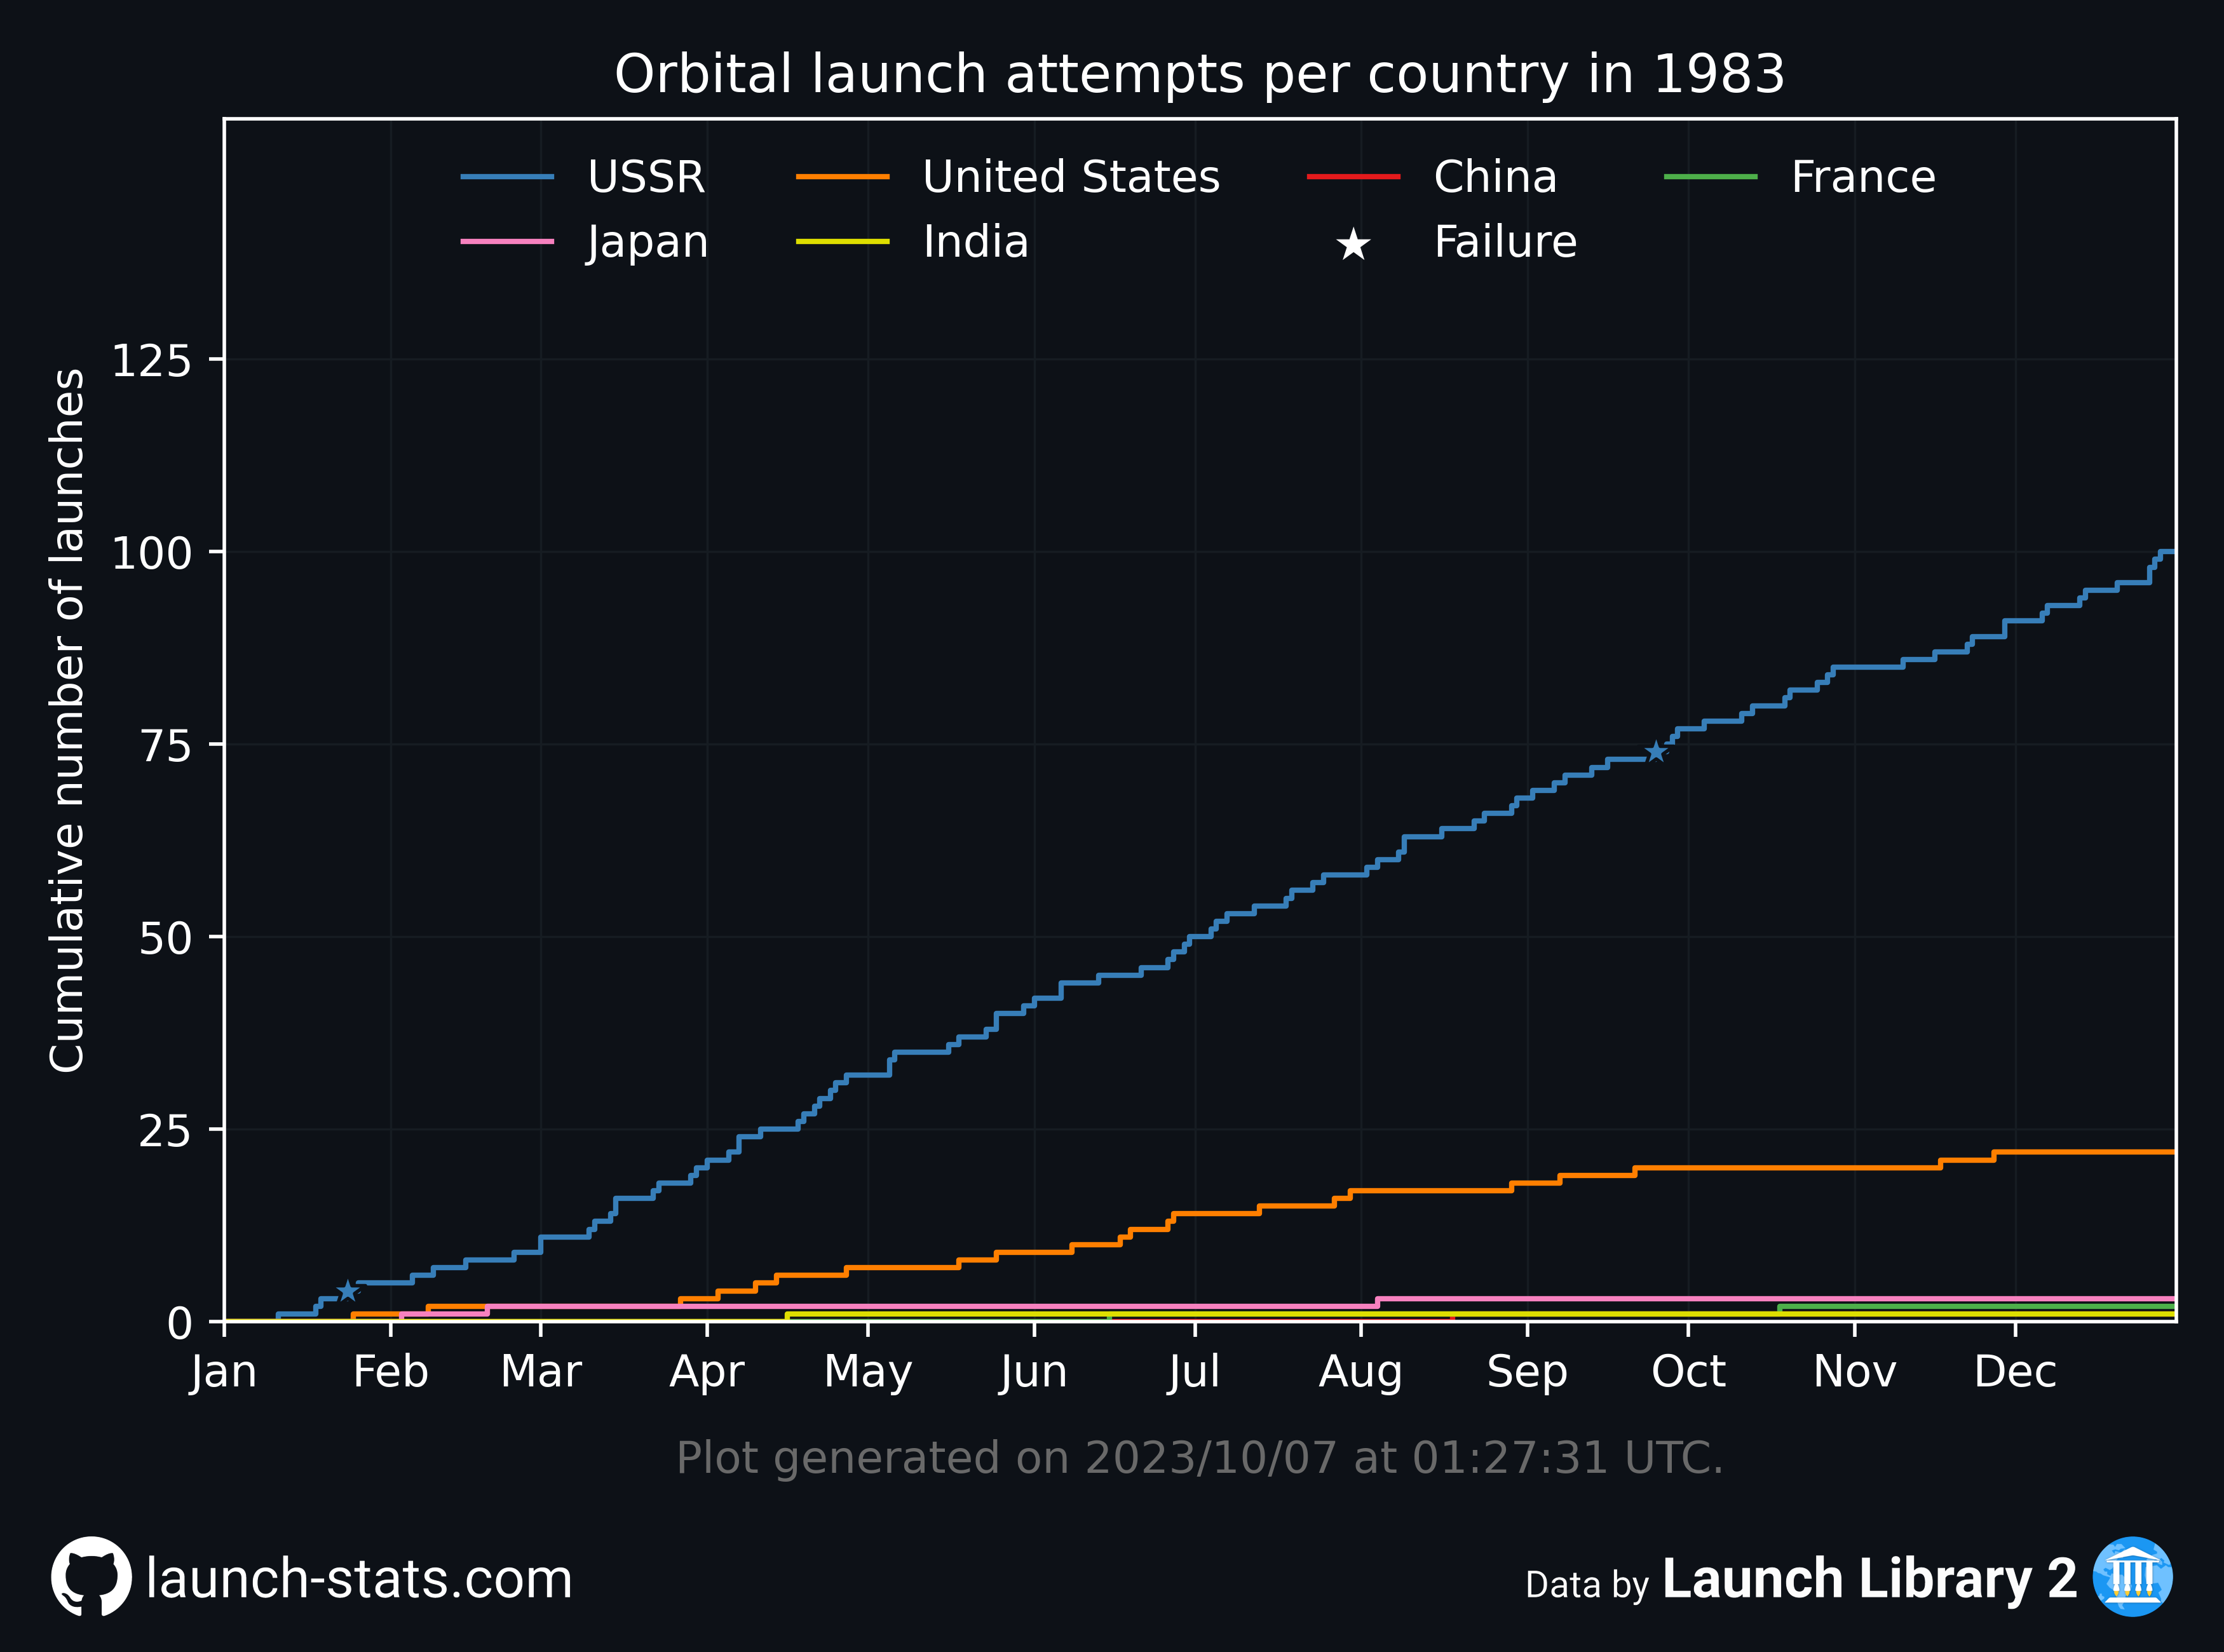 Orbital launch attempts per country in 1983
USSR United States China France
Japan India Failure
Cumulative number of launches
125
100
75
50
25
0
Jan Feb Mar Apr May Jun Jul Aug Sep Oct Nov Dec
Plot generated on 2023/10/07 at 01:27:31 UTC.
launch-stats.com
Data by Launch Library 2